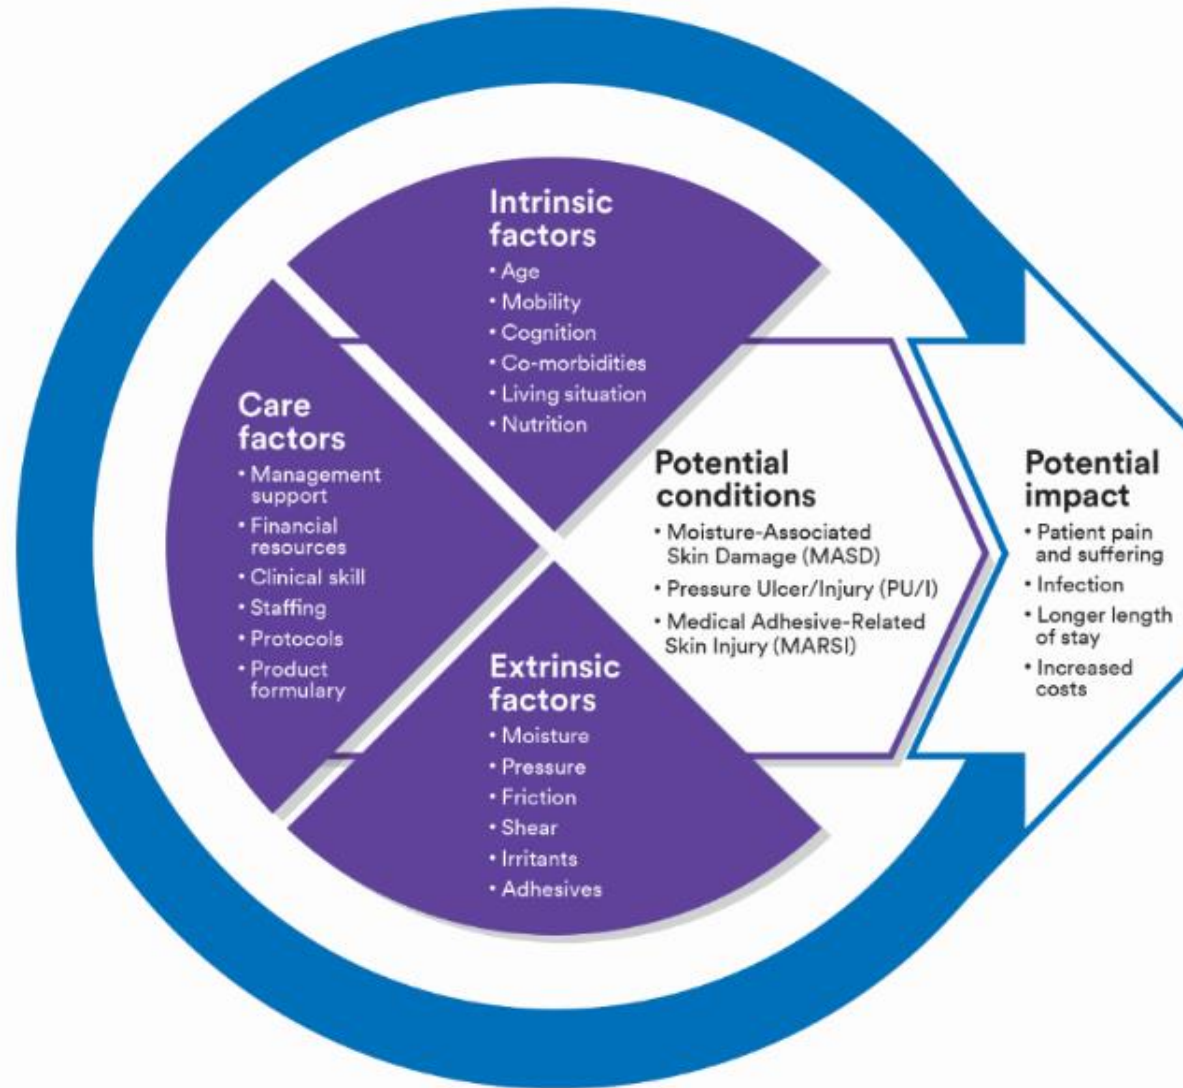 Intrinsic
factors
• Age
• Mobility
• Cognition
• Co-morbidities
• Living situation
• Nutrition
Care
factors
• Management
support
• Financial
resources
• Clinical skill
• Staffing
• Protocols
• Product
formulary
Extrinsic
factors
• Moisture
• Pressure
• Friction
• Shear
• Irritants
• Adhesives
Potential
conditions
• Moisture-Associated
Skin Damage (MASD)
• Pressure Ulcer/Injury (PU/I)
• Medical Adhesive-Related
Skin Injury (MARSI)
Potential
impact
• Patient pain
and suffering
• Infection
• Longer length
of stay
• Increased
costs